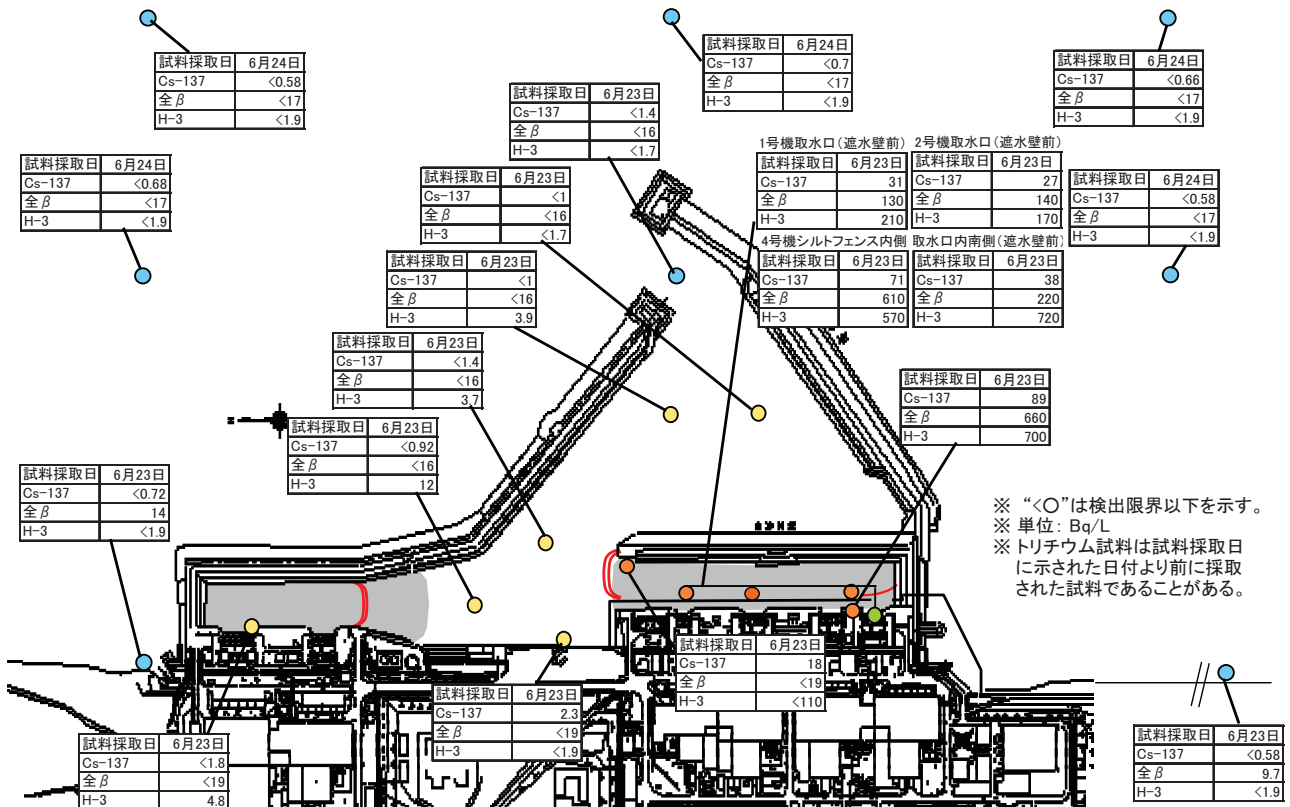 試料採取日 6月24日
Cs-137 <0.58
全β <17
H-3 <1.9
試料採取日 6月24日
Cs-137 <0.7
全β <17
H-3 <1.9
試料採取日 6月24日
Cs-137 <0.66
全β <17
H-3 <1.9
試料採取日 6月23日
Cs-137 <1.4
全β <16
H-3 <1.7
試料採取日 6月24日
Cs-137 <0.68
全β <17
H-3 <1.9
試料採取日 6月23日
Cs-137 <1
全β <16
H-3 <1.7
1号機取水口(遮水壁前)
試料採取日 6月23日
Cs-137 31
全β 130
H-3 210
2号機取水口(遮水壁前)
試料採取日 6月23日
Cs-137 27
全β 140
H-3 170
試料採取日 6月24日
Cs-137 <0.58
全β <17
H-3 <1.9
4号機シルトフェンス内側
試料採取日 6月23日
Cs-137 71
全β 610
H-3 570
取水口内南側(遮水壁前)
試料採取日 6月23日
Cs-137 38
全β 220
H-3 720
試料採取日 6月23日
Cs-137 <1
全β <16
H-3 3.9
試料採取日 6月23日
Cs-137 <1.4
全β <16
H-3 3.7
試料採取日 6月23日
Cs-137 89
全β 660
H-3 700
試料採取日 6月23日
Cs-137 <0.92
全β <16
H-3 12
試料採取日 6月23日
Cs-137 <0.72
全β 14
H-3 <1.9
※ “<○”は検出限界以下を示す。
※ 単位: Bq/L
※ トリチウム試料は試料採取日
に示された日付より前に採取
された試料であることがある。
試料採取日 6月23日
Cs-137 18
全β <19
H-3 <110
試料採取日 6月23日
Cs-137 2.3
全β <19
H-3 <1.9
試料採取日 6月23日
Cs-137 <1.8
全β <19
H-3 4.8
試料採取日 6月23日
Cs-137 <0.58
全β 9.7
H-3 <1.9